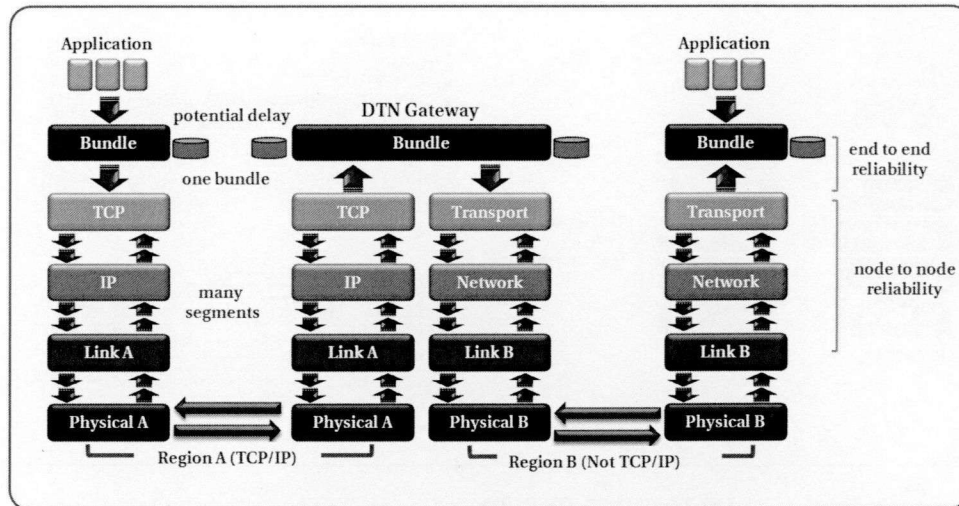 Application
Application
potential delay
DTN Gateway
Bundle
Bundle
Bundle
end to end
reliability
one bundle
TCP
TCP
Transport
Transport
IP
many
segments
IP
Network
Network
node to node
reliability
Link A
Link A
Link B
Link B
Physical A
Physical A
Physical B
Physical B
Region A (TCP/IP)
Region B (Not TCP/IP)